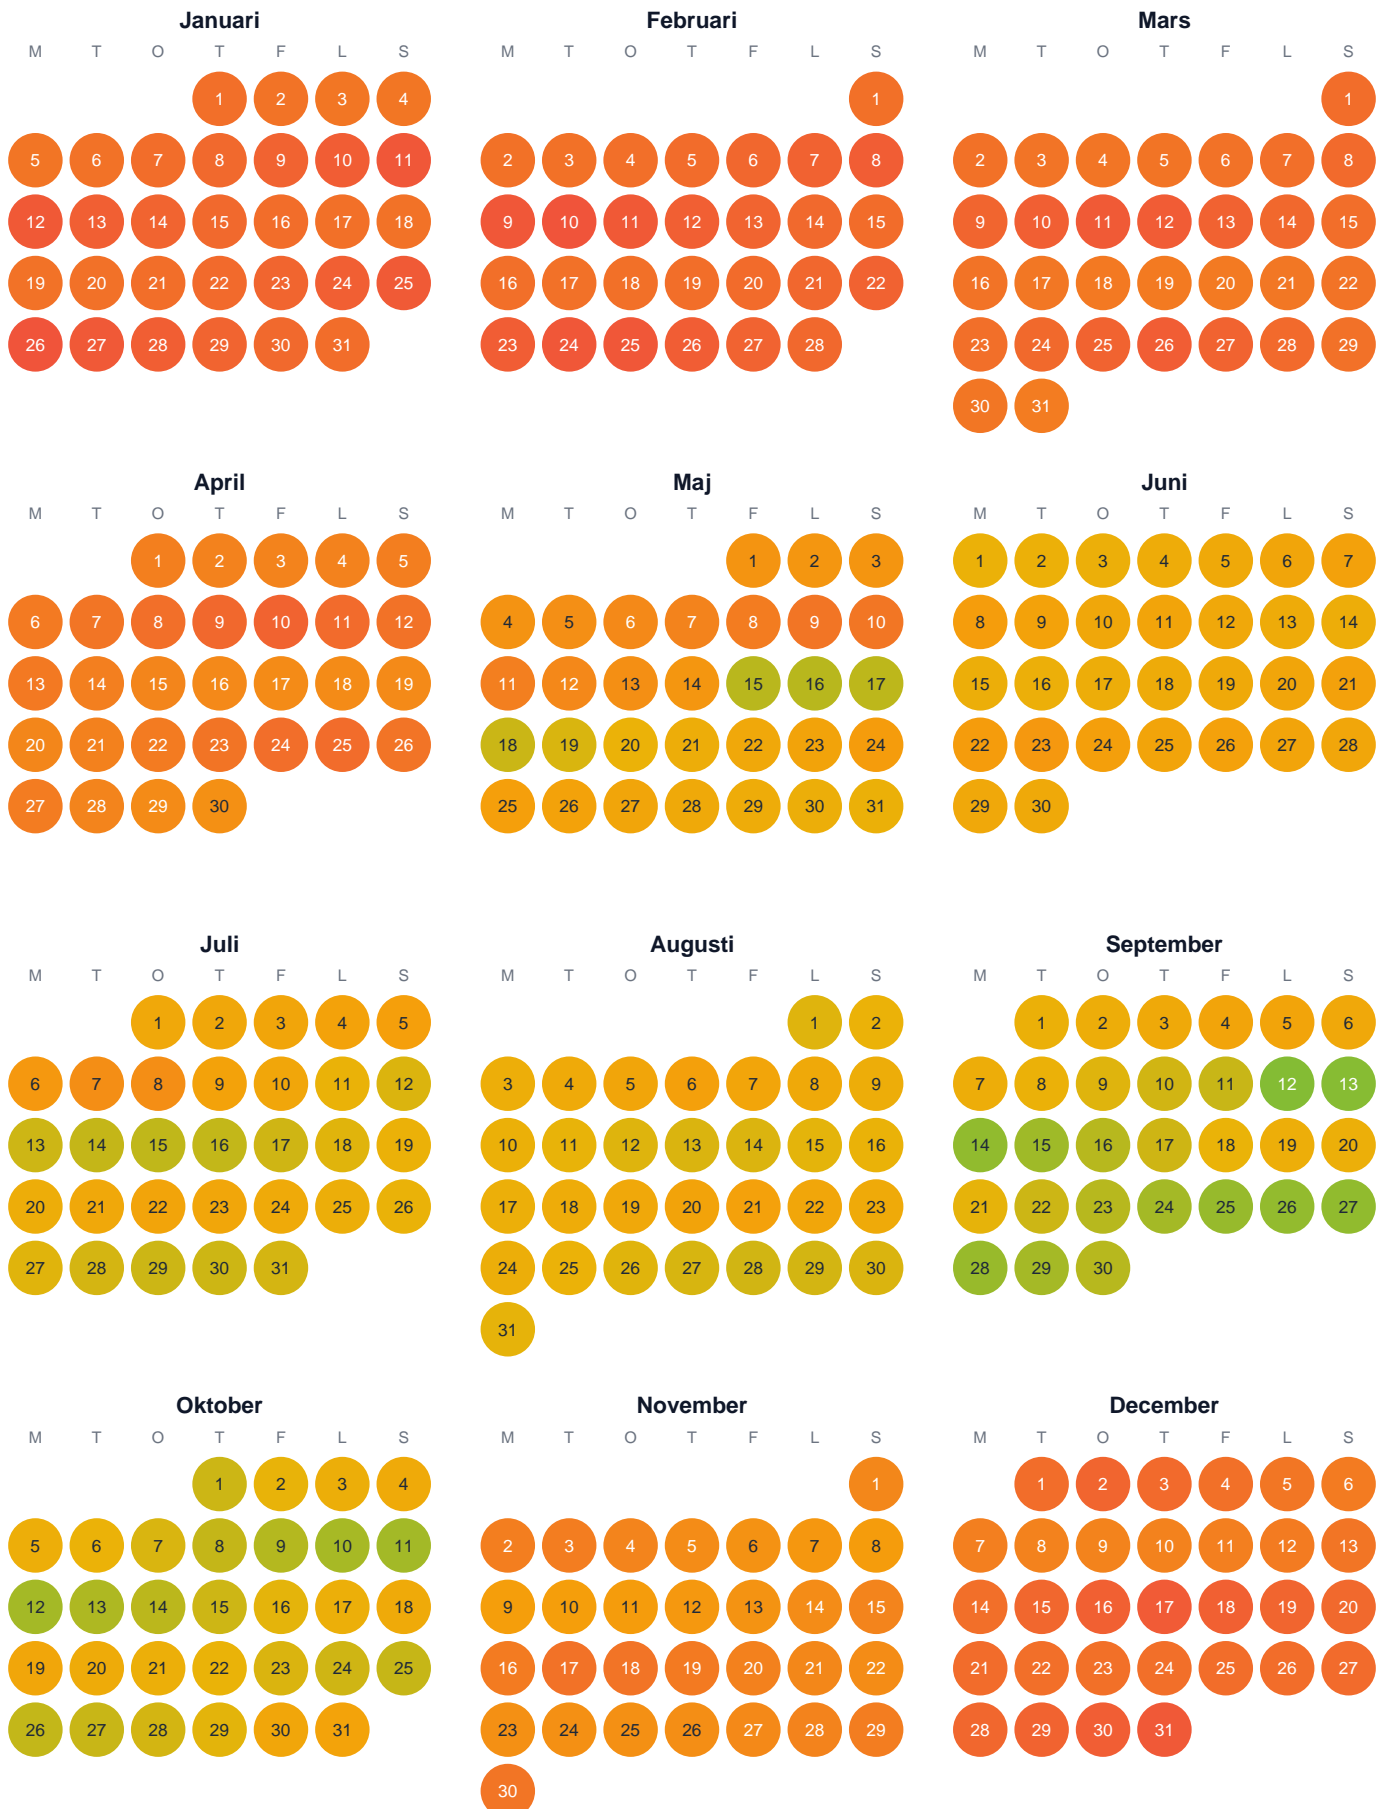 Januari Februari Mars
M T O T F L S M T O T F L S M T O T F L S
1 2 3 4 1 1
5 6 7 8 9 10 11 2 3 4 5 6 7 8 2 3 4 5 6 7 8
12 13 14 15 16 17 18 9 10 11 12 13 14 15 9 10 11 12 13 14 15
19 20 21 22 23 24 25 16 17 18 19 20 21 22 16 17 18 19 20 21 22
26 27 28 29 30 31 23 24 25 26 27 28 23 24 25 26 27 28 29
30 31
April Maj Juni
M T O T F L S M T O T F L S M T O T F L S
1 2 3 4 5 1 2 3 1 2 3 4 5 6 7
6 7 8 9 10 11 12 4 5 6 7 8 9 10 8 9 10 11 12 13 14
13 14 15 16 17 18 19 11 12 13 14 15 16 17 15 16 17 18 19 20 21
20 21 22 23 24 25 26 18 19 20 21 22 23 24 22 23 24 25 26 27 28
27 28 29 30 25 26 27 28 29 30 31 29 30
Juli Augusti September
M T O T F L S M T O T F L S M T O T F L S
1 2 3 4 5 1 2 1 2 3 4 5 6
6 7 8 9 10 11 12 3 4 5 6 7 8 9 7 8 9 10 11 12 13
13 14 15 16 17 18 19 10 11 12 13 14 15 16 14 15 16 17 18 19 20
20 21 22 23 24 25 26 17 18 19 20 21 22 23 21 22 23 24 25 26 27
27 28 29 30 31 24 25 26 27 28 29 30 28 29 30
31
Oktober November December
M T O T F L S M T O T F L S M T O T F L S
1 2 3 4 1 1 2 3 4 5 6
5 6 7 8 9 10 11 2 3 4 5 6 7 8 7 8 9 10 11 12 13
12 13 14 15 16 17 18 9 10 11 12 13 14 15 14 15 16 17 18 19 20
19 20 21 22 23 24 25 16 17 18 19 20 21 22 21 22 23 24 25 26 27
26 27 28 29 30 31 23 24 25 26 27 28 29 28 29 30 31
30